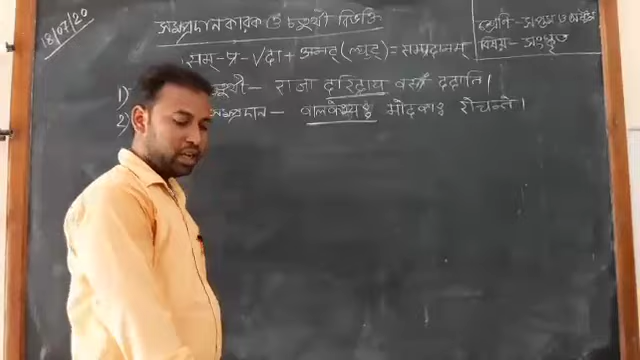 18/07/20
সম্প্রদান কারক ও চতুর্থী বিভক্তি
শ্রেণি- সপ্তম ও অষ্টম
বিষয়- সংস্কৃত
সম্-প্র-√দা+অনট্(ল্যুট্)=সম্প্রদানম্
1) র্থী- রাজা দরিদ্রায় বস্ত্রং দদাতি।
2) সম্প্রদান- বালকেভ্যঃ মোদকাঃ রোচন্তে।